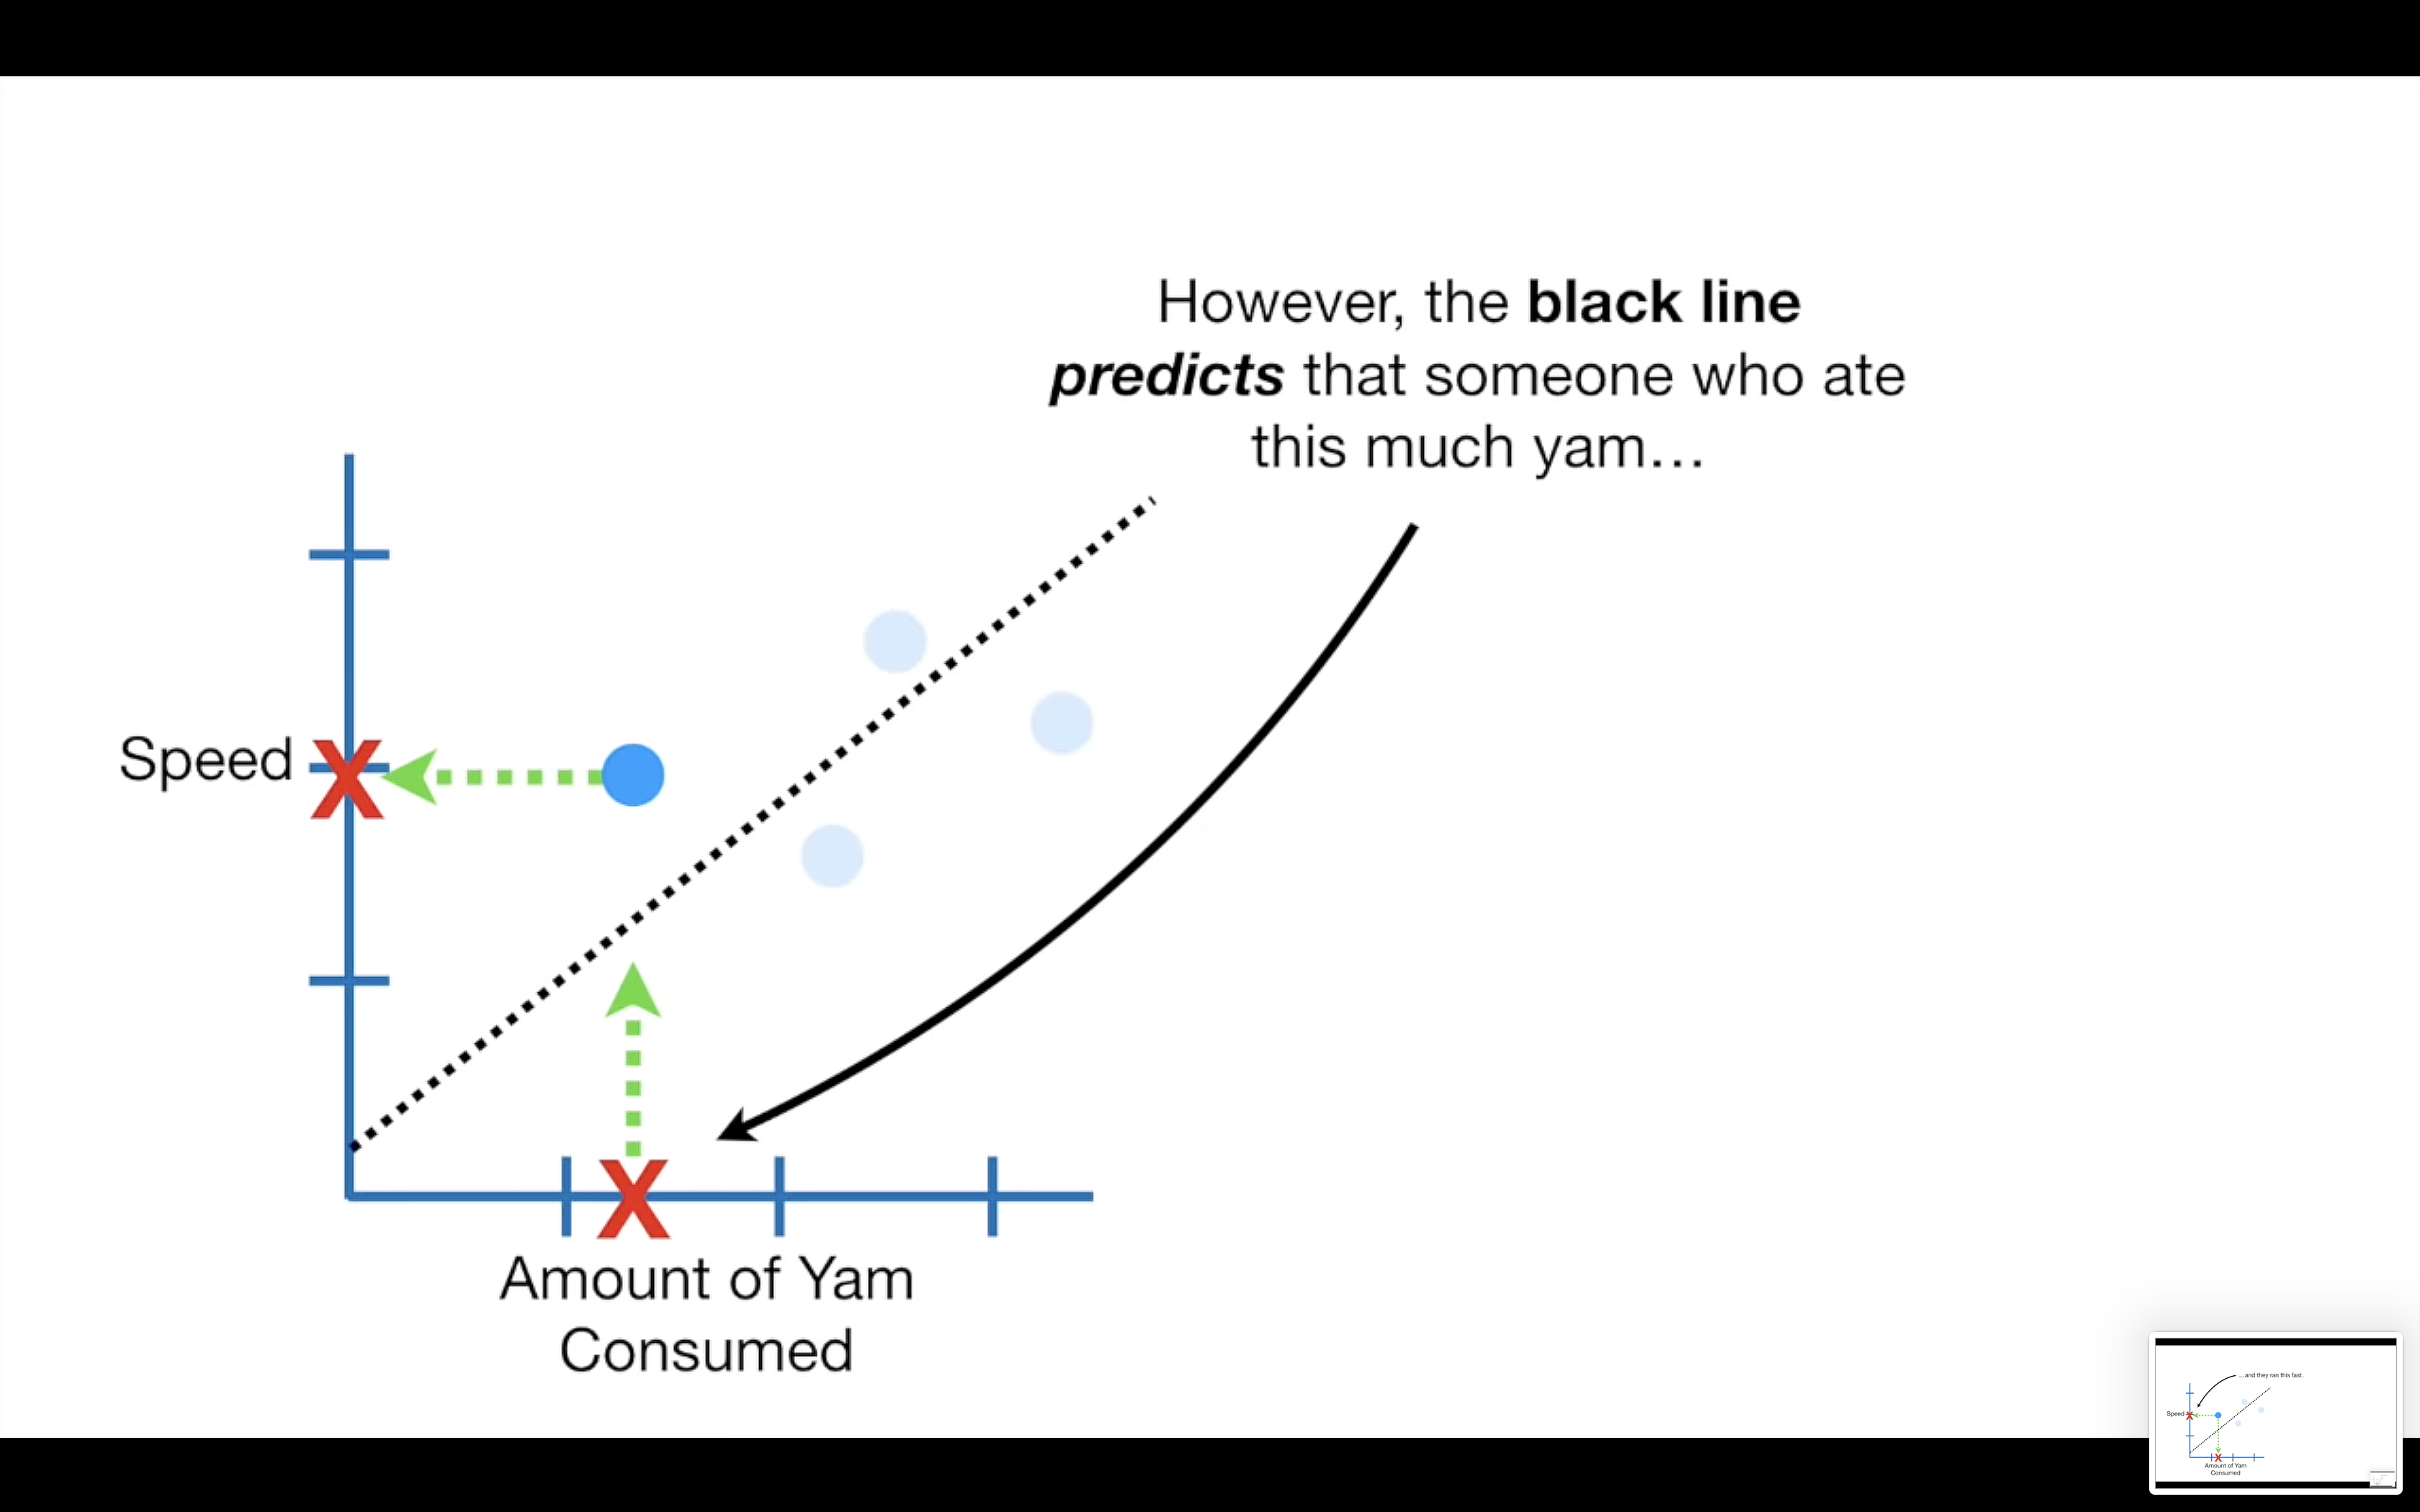 However, the black line
predicts that someone who ate
this much yam...
Speed
X
X
Amount of Yam
Consumed
...and they ran this fast.
Speed
X
X
Amount of Yam
Consumed